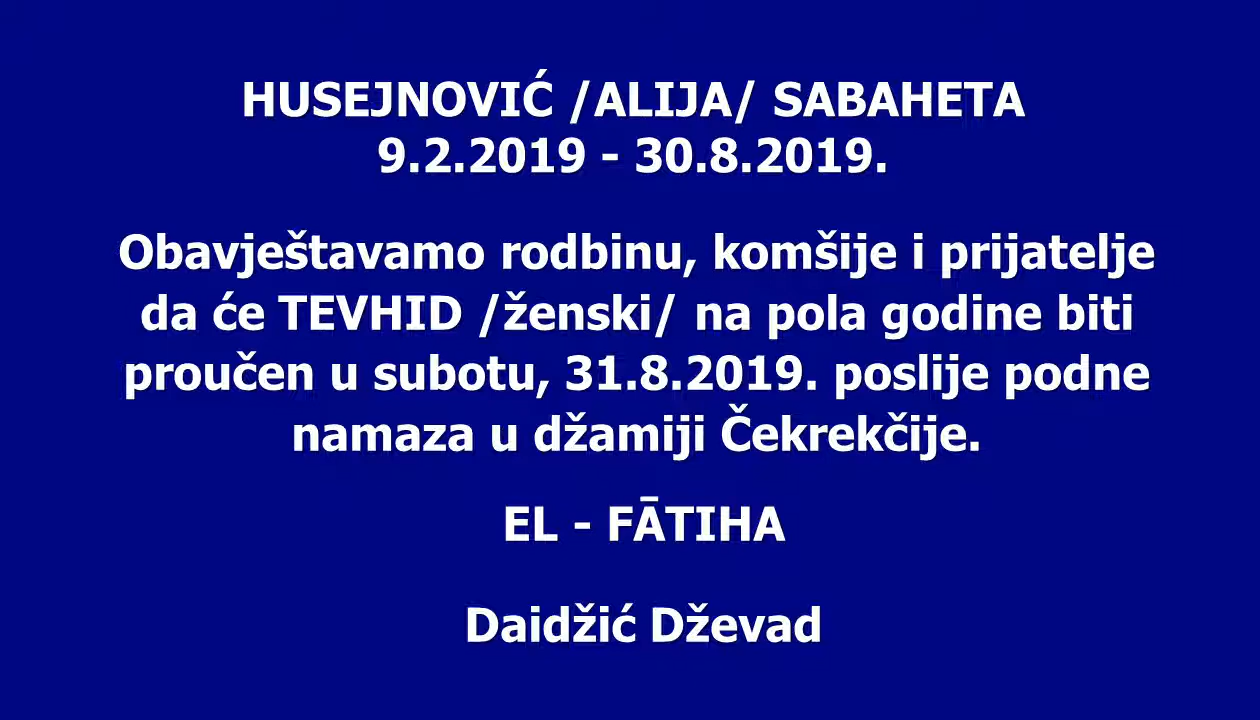 HUSEJNOVIĆ /ALIJA/ SABAHETA
9.2.2019 - 30.8.2019.
Obavještavamo rodbinu, komšije i prijatelje
da će TEVHID /ženski/ na pola godine biti
proučen u subotu, 31.8.2019. poslije podne
namaza u džamiji Čekrekčije.
EL - FĀTIHA
Daidžić Dževad